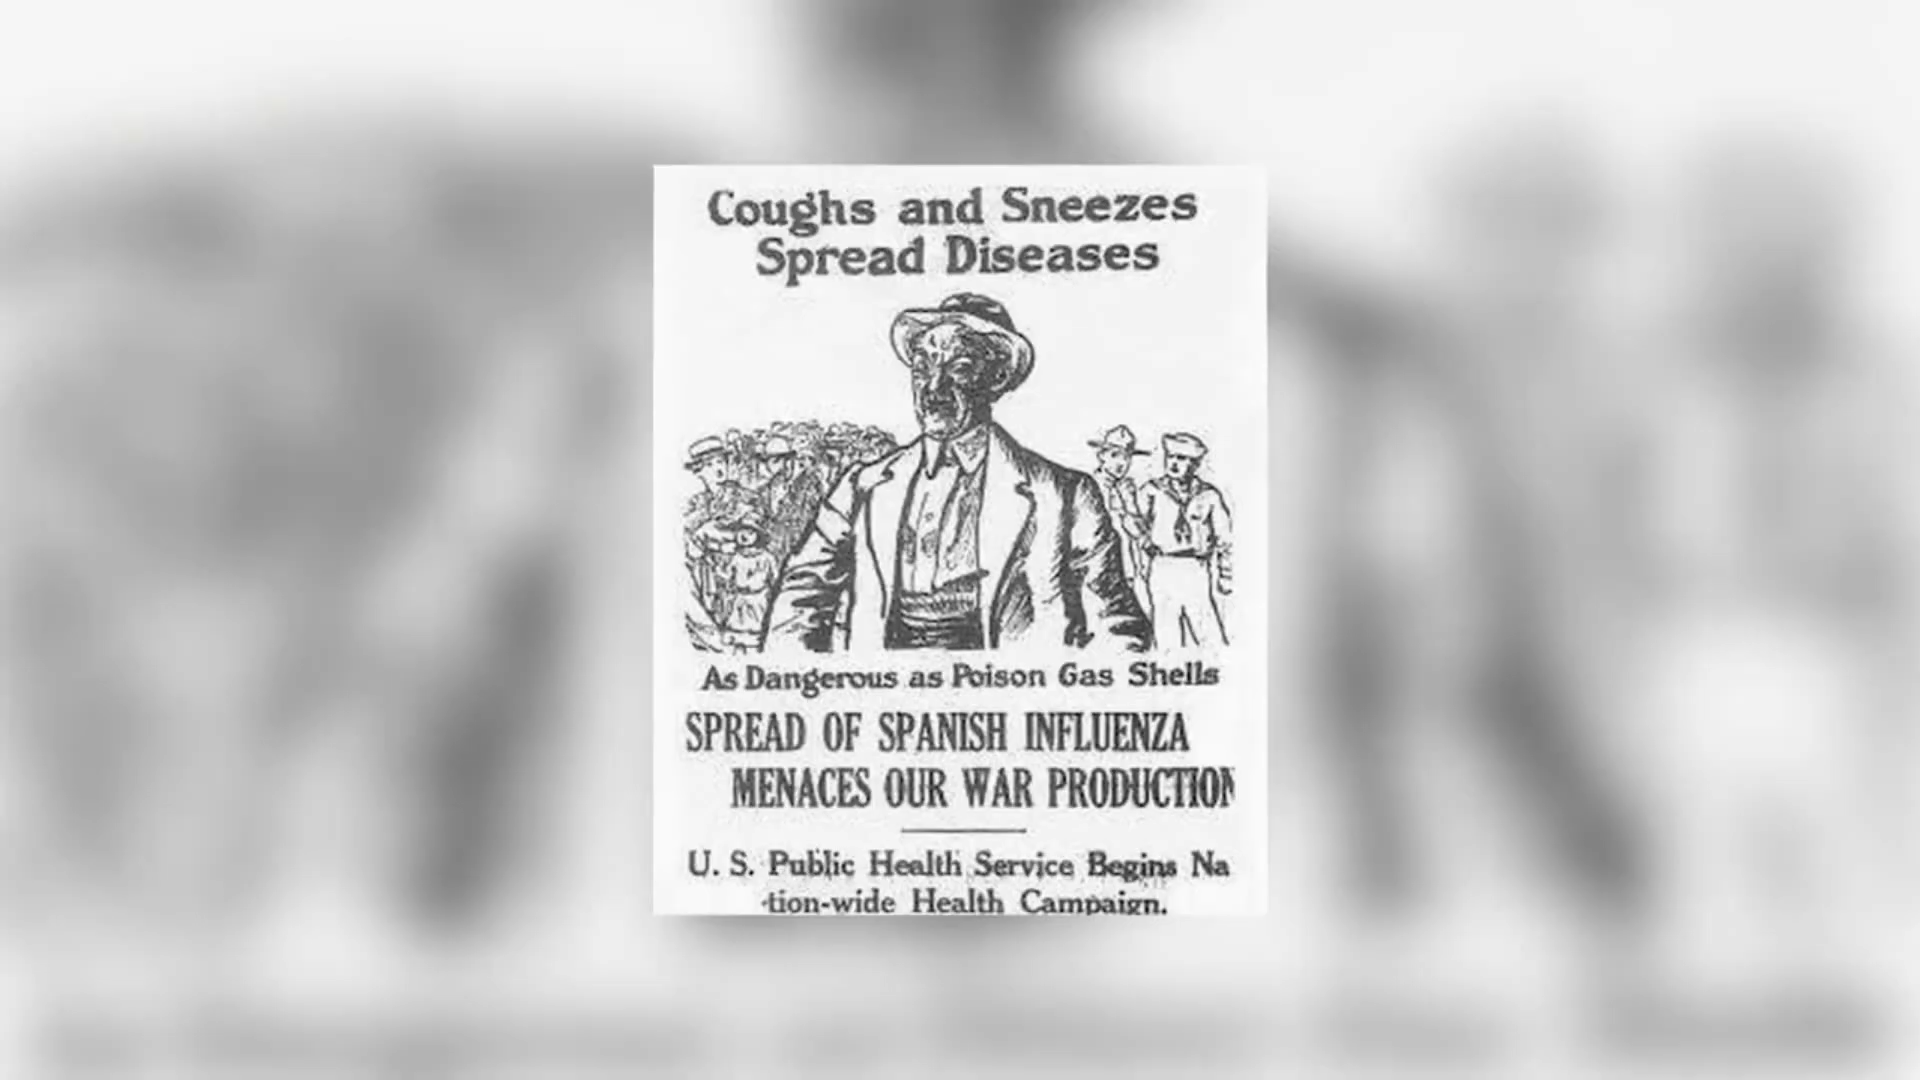 Coughs and Sneezes
Spread Diseases
As Dangerous as Poison Gas Shells
SPREAD OF SPANISH INFLUENZA
MENACES OUR WAR PRODUCTION
U. S. Public Health Service Begins Na
tion-wide Health Campaign.